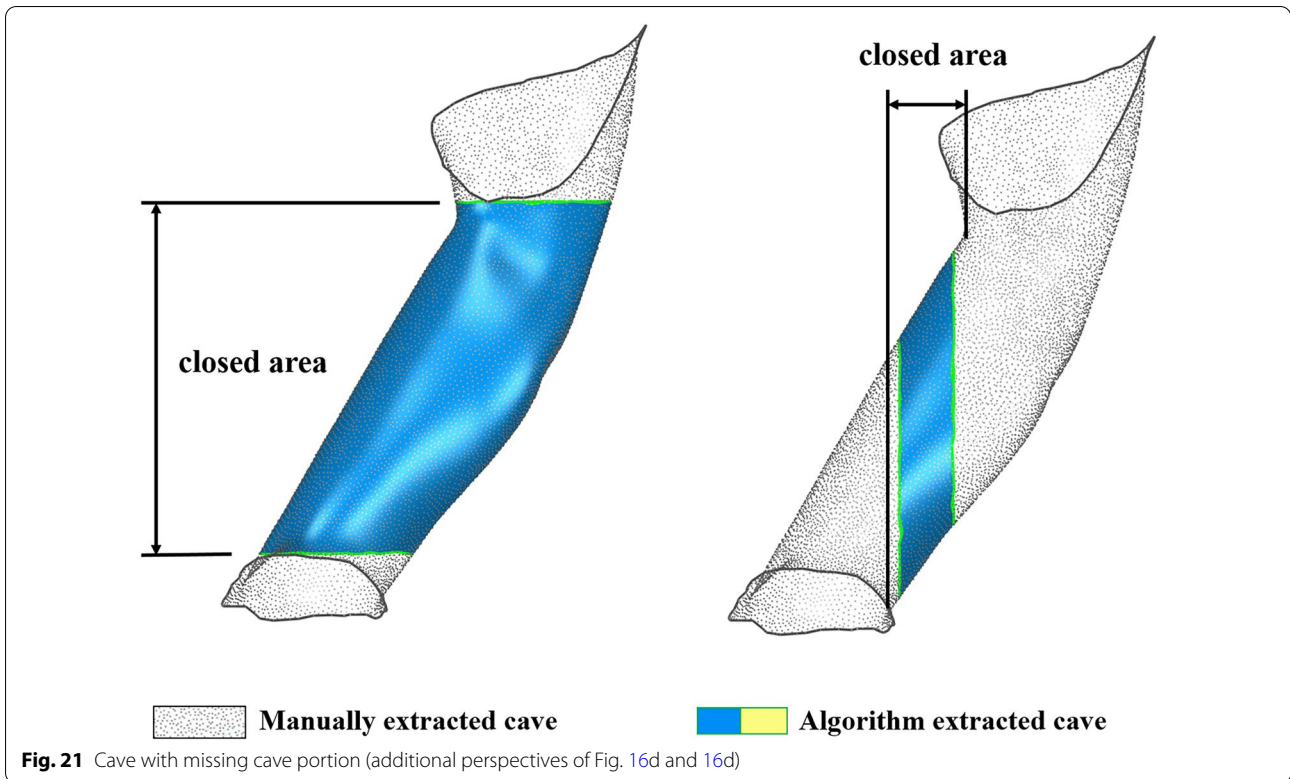 closed area
closed area
Manually extracted cave
Algorithm extracted cave
Fig. 21 Cave with missing cave portion (additional perspectives of Fig. 16d and 16d)